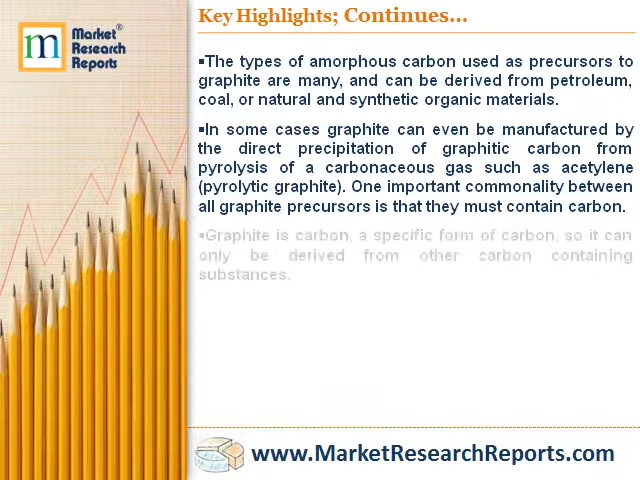 Key Highlights; Continues...
m
Market®
Research
Reports
▪The types of amorphous carbon used as precursors to
graphite are many, and can be derived from petroleum,
coal, or natural and synthetic organic materials.
▪In some cases graphite can even be manufactured by
the direct precipitation of graphitic carbon from
pyrolysis of a carbonaceous gas such as acetylene
(pyrolytic graphite). One important commonality between
all graphite precursors is that they must contain carbon.
▪Graphite is carbon, a specific form of carbon, so it can
only be derived from other carbon containing
substances.
www.MarketResearchReports.com